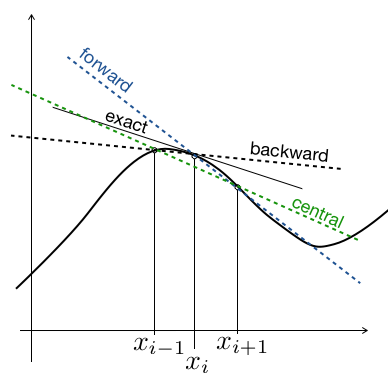 forward
exact
backward
central
x_{i−1}
x_i
x_{i+1}